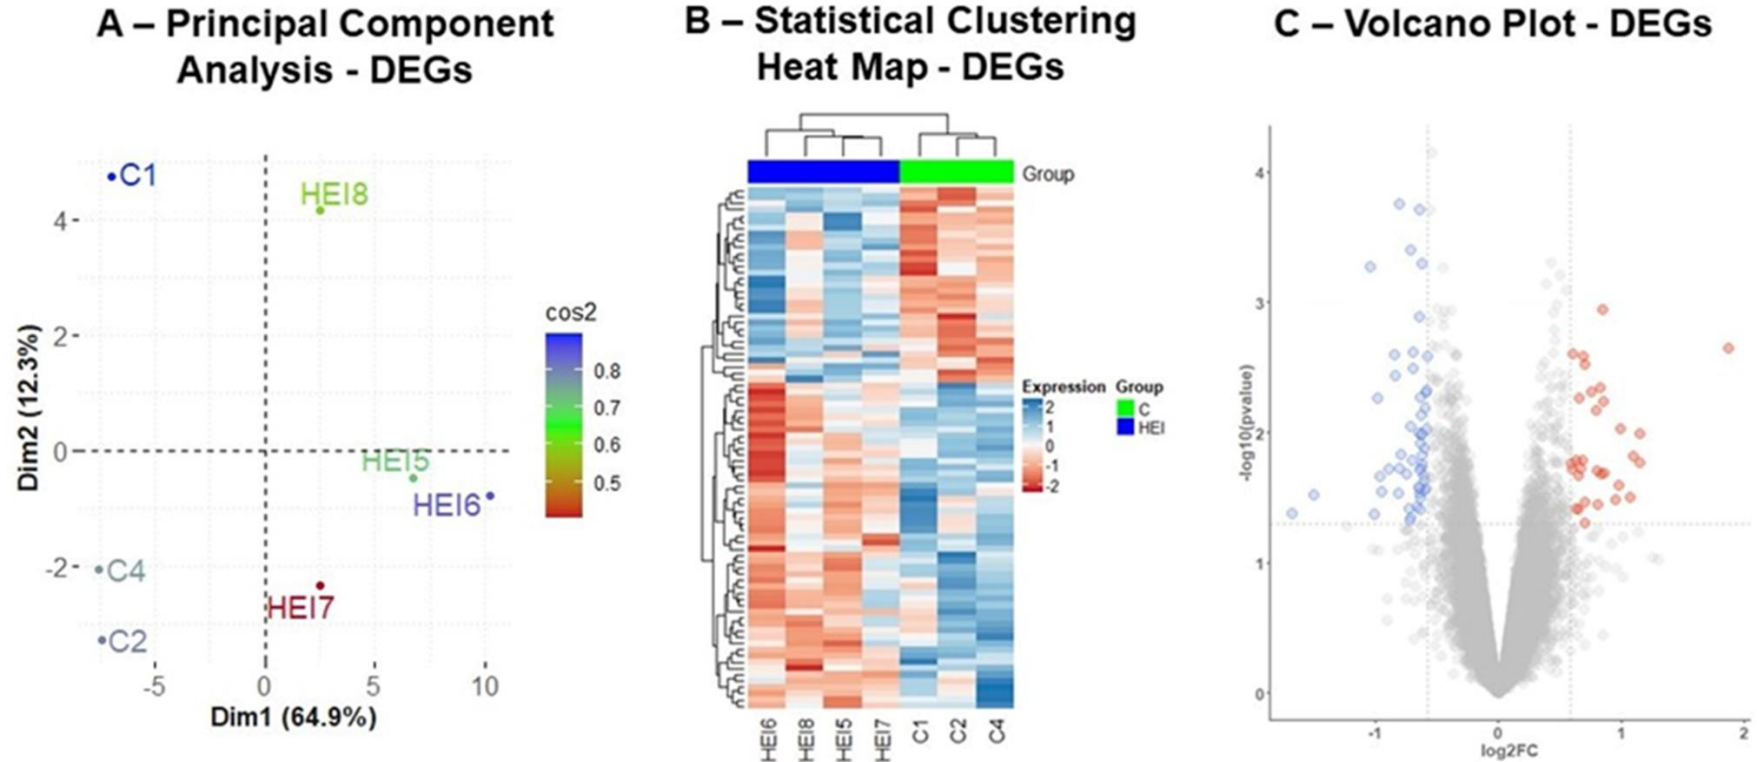 A – Principal Component
Analysis - DEGs
C1
HEI8
HEI5
HEI6
C4
HEI7
C2
4
2
0
-2
-5
0
5
10
Dim2 (12.3%)
Dim1 (64.9%)
cos2
0.8
0.7
0.6
0.5
B – Statistical Clustering
Heat Map - DEGs
Group
Expression
2
1
0
-1
-2
Group
C
HEI
HEI6
HEI8
HEI5
HEI7
C1
C2
C4
C – Volcano Plot - DEGs
-log10(pvalue)
4
3
2
1
0
-1
0
1
2
log2FC